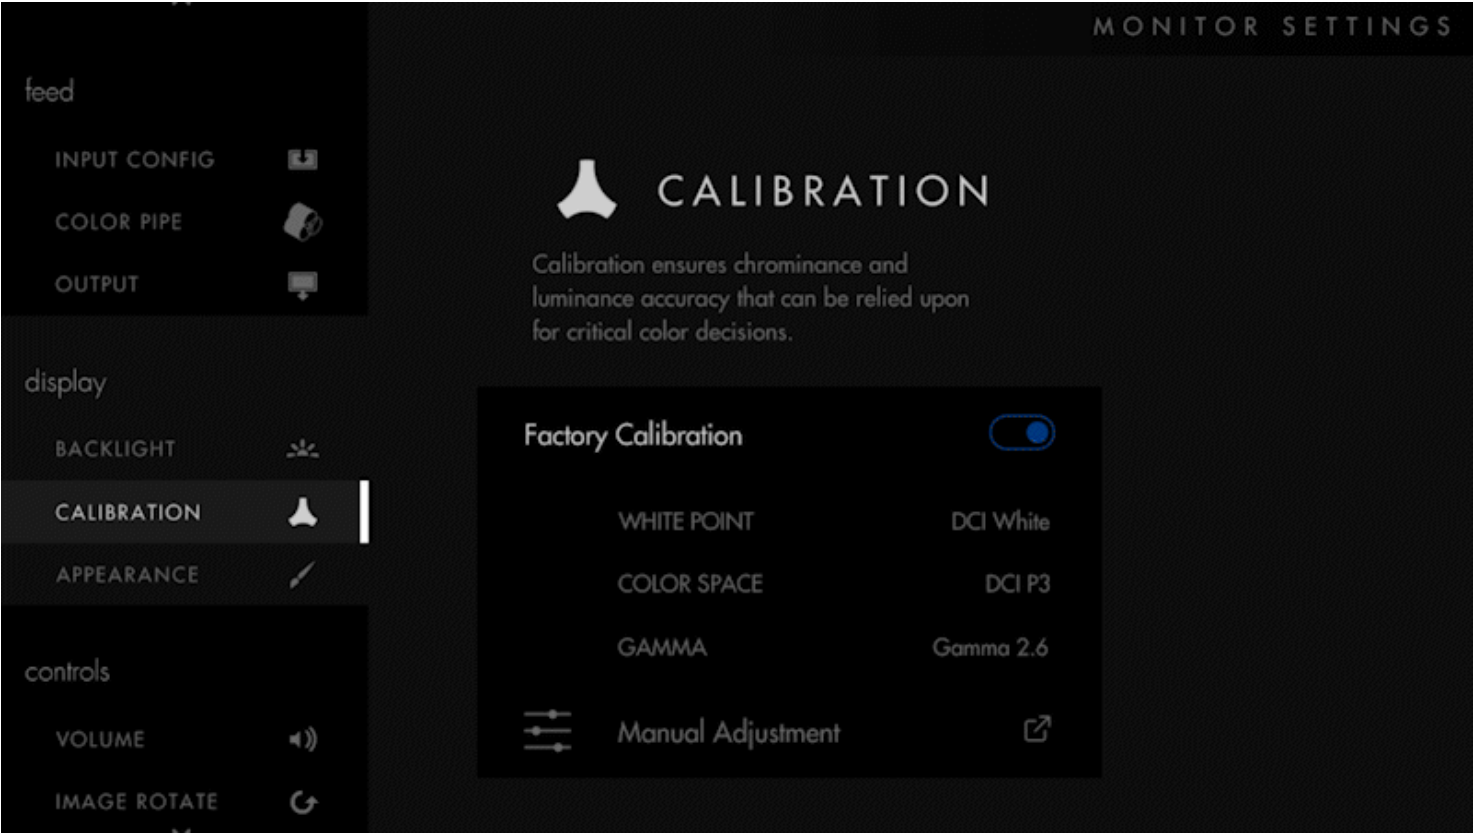 MONITOR SETTINGS
feed
INPUT CONFIG
COLOR PIPE
OUTPUT
display
BACKLIGHT
CALIBRATION
APPEARANCE
controls
VOLUME
IMAGE ROTATE
CALIBRATION
Calibration ensures chrominance and
luminance accuracy that can be relied upon
for critical color decisions.
Factory Calibration
WHITE POINT DCI White
COLOR SPACE DCI P3
GAMMA Gamma 2.6
Manual Adjustment